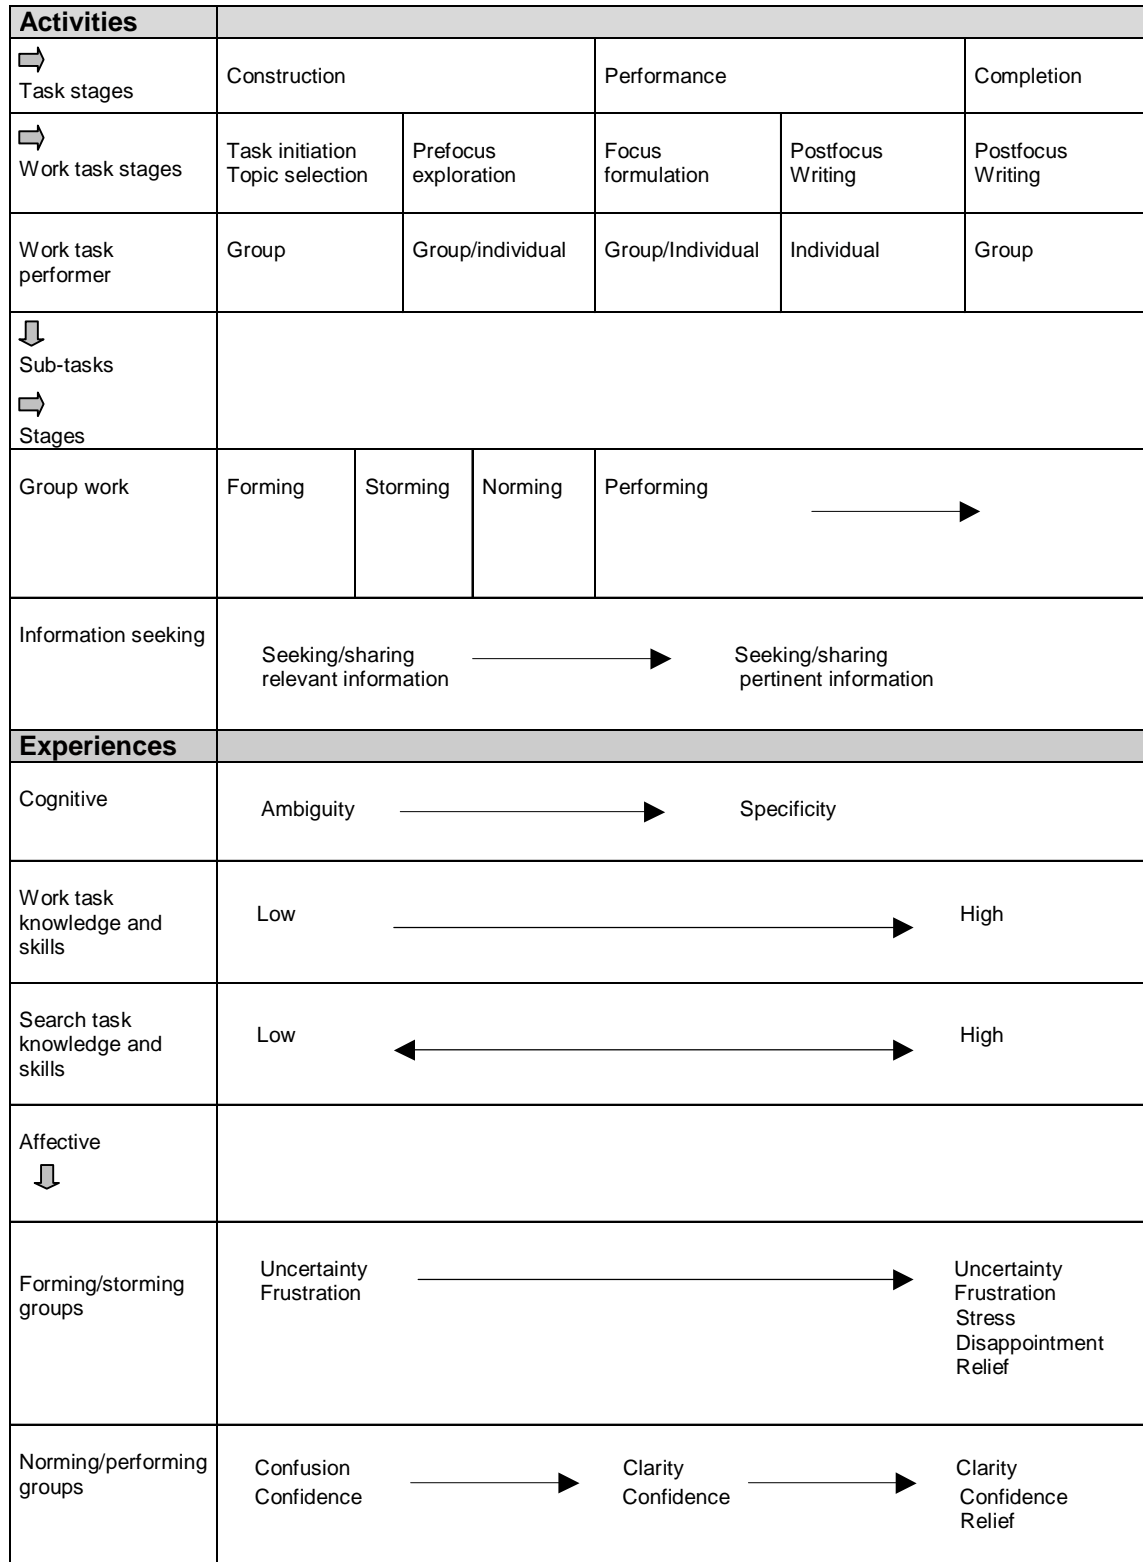 Activities
Task stages
Construction
Performance
Completion
Work task stages
Task initiation
Topic selection
Prefocus
exploration
Focus
formulation
Postfocus
Writing
Postfocus
Writing
Work task
performer
Group
Group/individual
Group/Individual
Individual
Group
Sub-tasks
Stages
Group work
Forming
Storming
Norming
Performing
Information seeking
Seeking/sharing
relevant information
Seeking/sharing
pertinent information
Experiences
Cognitive
Ambiguity
Specificity
Work task
knowledge and
skills
Low
High
Search task
knowledge and
skills
Low
High
Affective
Forming/storming
groups
Uncertainty
Frustration
Uncertainty
Frustration
Stress
Disappointment
Relief
Norming/performing
groups
Confusion
Confidence
Clarity
Confidence
Clarity
Confidence
Relief